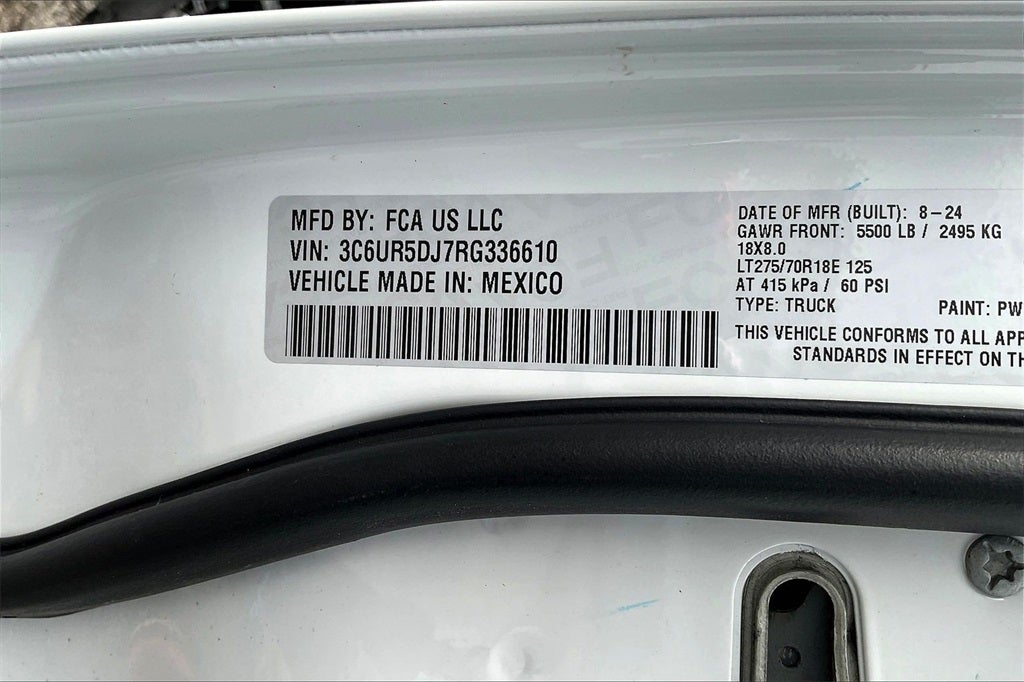 MFD BY: FCA US LLC
VIN: 3C6UR5DJ7RG336610
VEHICLE MADE IN: MEXICO
DATE OF MFR (BUILT): 8-24
GAWR FRONT: 5500 LB / 2495 KG
18X8.0
LT275/70R18E 125
AT 415 kPa / 60 PSI
TYPE: TRUCK PAINT: PW
THIS VEHICLE CONFORMS TO ALL APP
STANDARDS IN EFFECT ON TH